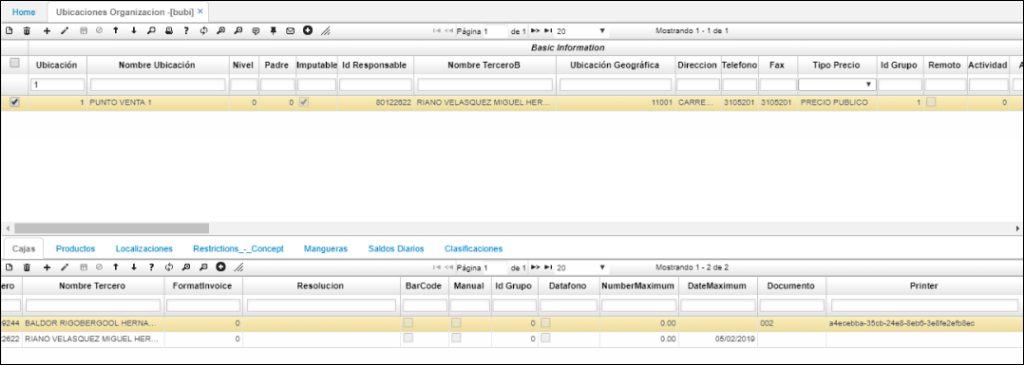 Home Ubicaciones Organizacion -[bubi] ×
Página 1 de 1 20 Mostrando 1 - 1 de 1
Basic Information
Ubicación Nombre Ubicación Nivel Padre Imputable Id Responsable Nombre TerceroB Ubicación Geográfica Direccion Telefono Fax Tipo Precio Id Grupo Remoto Actividad A
1
1 PUNTO VENTA 1 0 0 80122622 RIANO VELASQUEZ MIGUEL HER... 11001 CARRE... 3105201 3105201 PRECIO PUBLICO 1 0
Cajas Productos Localizaciones Restrictions_-_Concept Mangueras Saldos Diarios Clasificaciones
Página 1 de 1 20 Mostrando 1 - 2 de 2
ero Nombre Tercero FormatInvoice Resolucion BarCode Manual Id Grupo Datafono NumberMaximum DateMaximum Documento Printer
9244 BALDOR RIGOBERGOOL HERNA... 0 0 0.00 002 a4ecebba-35cb-24e8-8eb6-3e8fe2efb8ec
2622 RIANO VELASQUEZ MIGUEL HER... 0 0 0.00 05/02/2019